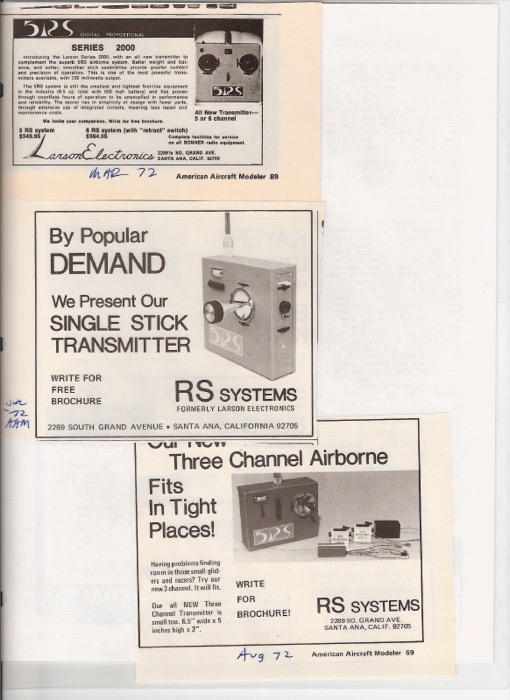 5RS DIGITAL PROPORTIONAL
SERIES 2000
Introducing the Larson Series 2000, with an all new transmitter to
complement the superb 5RS airborne system. Better weight and bal-
ance, and softer, smoother stick assemblies provide greater comfort
and precision of operation. This is one of the most powerful trans-
mitters available, with 720 milliwatts output.
The 5RS system is still the smallest and lightest first-line equipment
in the industry (9.5 oz. total with 500 mah battery) and has proven
through countless hours of operation to be unexcelled in performance
and reliability. The secret lies in simplicity of design with fewer parts,
through extensive use of integrated circuits, meaning less repair and
maintenance costs.
We invite your comparison. Write for free brochure.
5RS
All New Transmitter—
5 or 6 channel
5 RS system
$349.95
6 RS system (with "retract" switch)
$364.95
Complete facilities for service
on all BONNER radio equipment.
Larson Electronics
SO. GRAND AVE.
SANTA ANA, CALIF. 92705
MAR 72
American Aircraft Modeler 89
By Popular
DEMAND
We Present Our
SINGLE STICK
TRANSMITTER
5RS
WRITE FOR
FREE
BROCHURE
RS SYSTEMS
FORMERLY LARSON ELECTRONICS
2289 SOUTH GRAND AVENUE • SANTA ANA, CALIFORNIA 92705
72
AAM
Our New
Three Channel Airborne
Fits
In Tight
Places!
5RS
Having problems finding
room in those small glid-
ers and racers? Try our
new 3 channel. It will fit.
Our all NEW Three
Channel Transmitter is
small too. 6.5" wide x 5
inches high x 2".
WRITE
FOR
BROCHURE!
RS SYSTEMS
2289 SO. GRAND AVE.
SANTA ANA, CALIF. 92705
Aug 72
American Aircraft Modeler 69